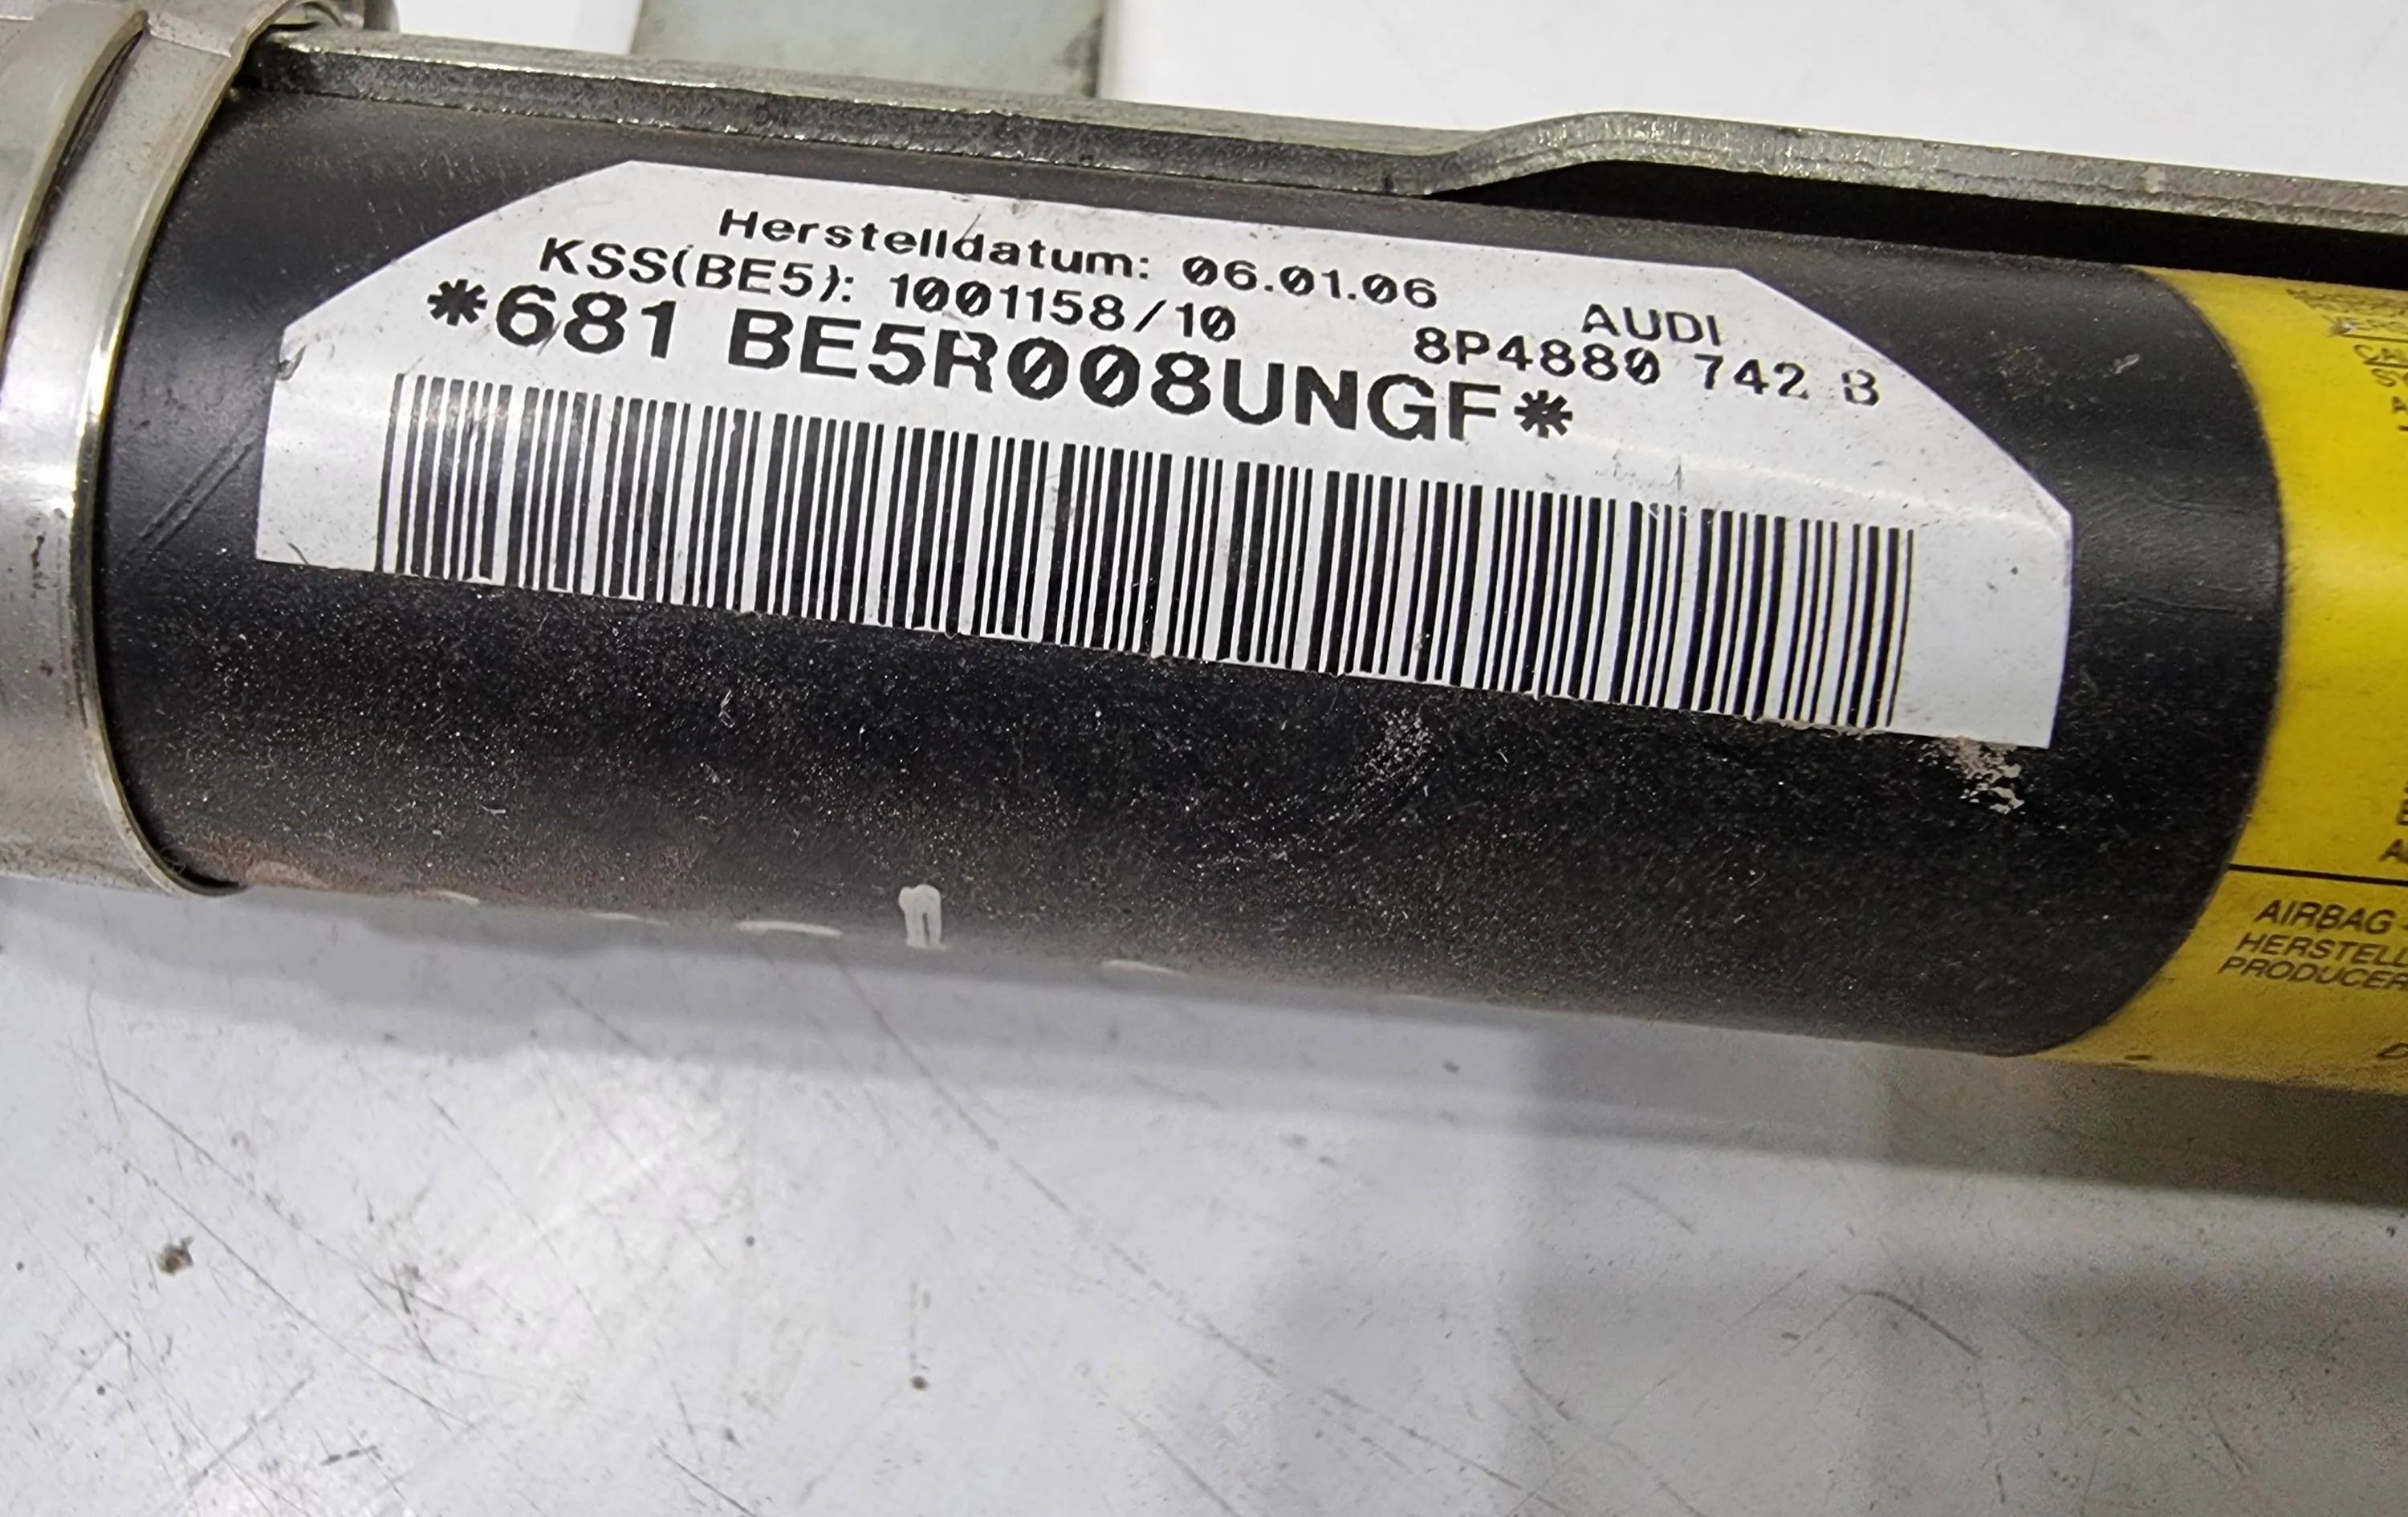 Herstelldatum: 06.01.06
KSS(BE5): 1001158/10
AUDI
8P4880 742 B
*681 BE5R008UNGF*
AIRBAG
HERSTELL
PRODUCER